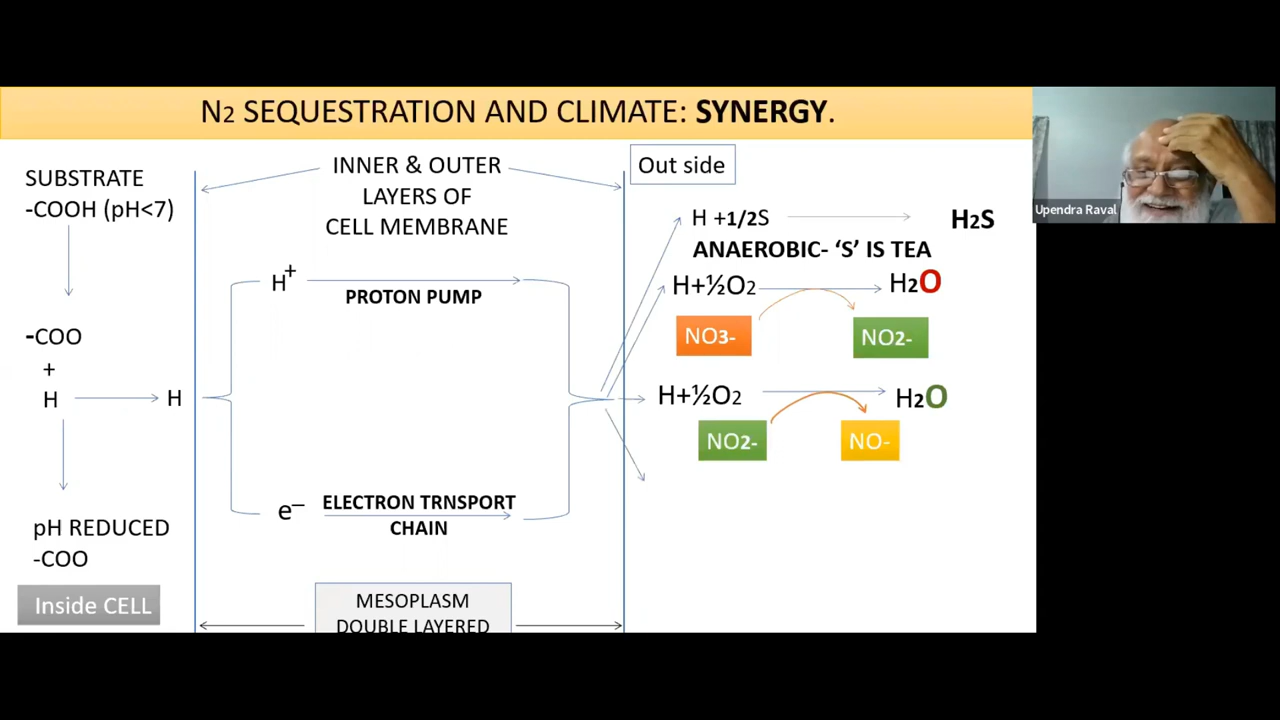 N2 SEQUESTRATION AND CLIMATE: SYNERGY.
SUBSTRATE
-COOH (pH<7)
-COO
+
H
H
pH REDUCED
-COO
Inside CELL
INNER & OUTER
LAYERS OF
CELL MEMBRANE
H+
PROTON PUMP
e–
ELECTRON TRNSPORT
CHAIN
MESOPLASM
DOUBLE LAYERED
Out side
H +1/2S
H2S
ANAEROBIC- ‘S’ IS TEA
H+½O2
H2O
NO3-
NO2-
H+½O2
H2O
NO2-
NO-
Upendra Raval